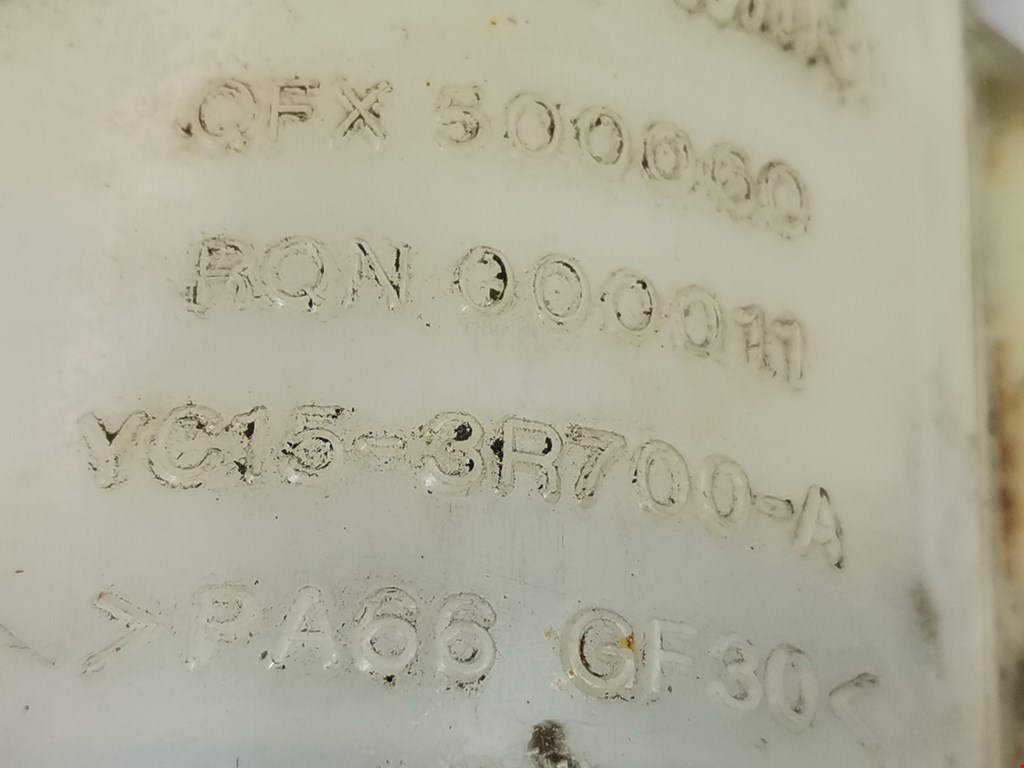 QFX 500060
RQN 000011
YC15-3R700-A
>PA66 GF30<